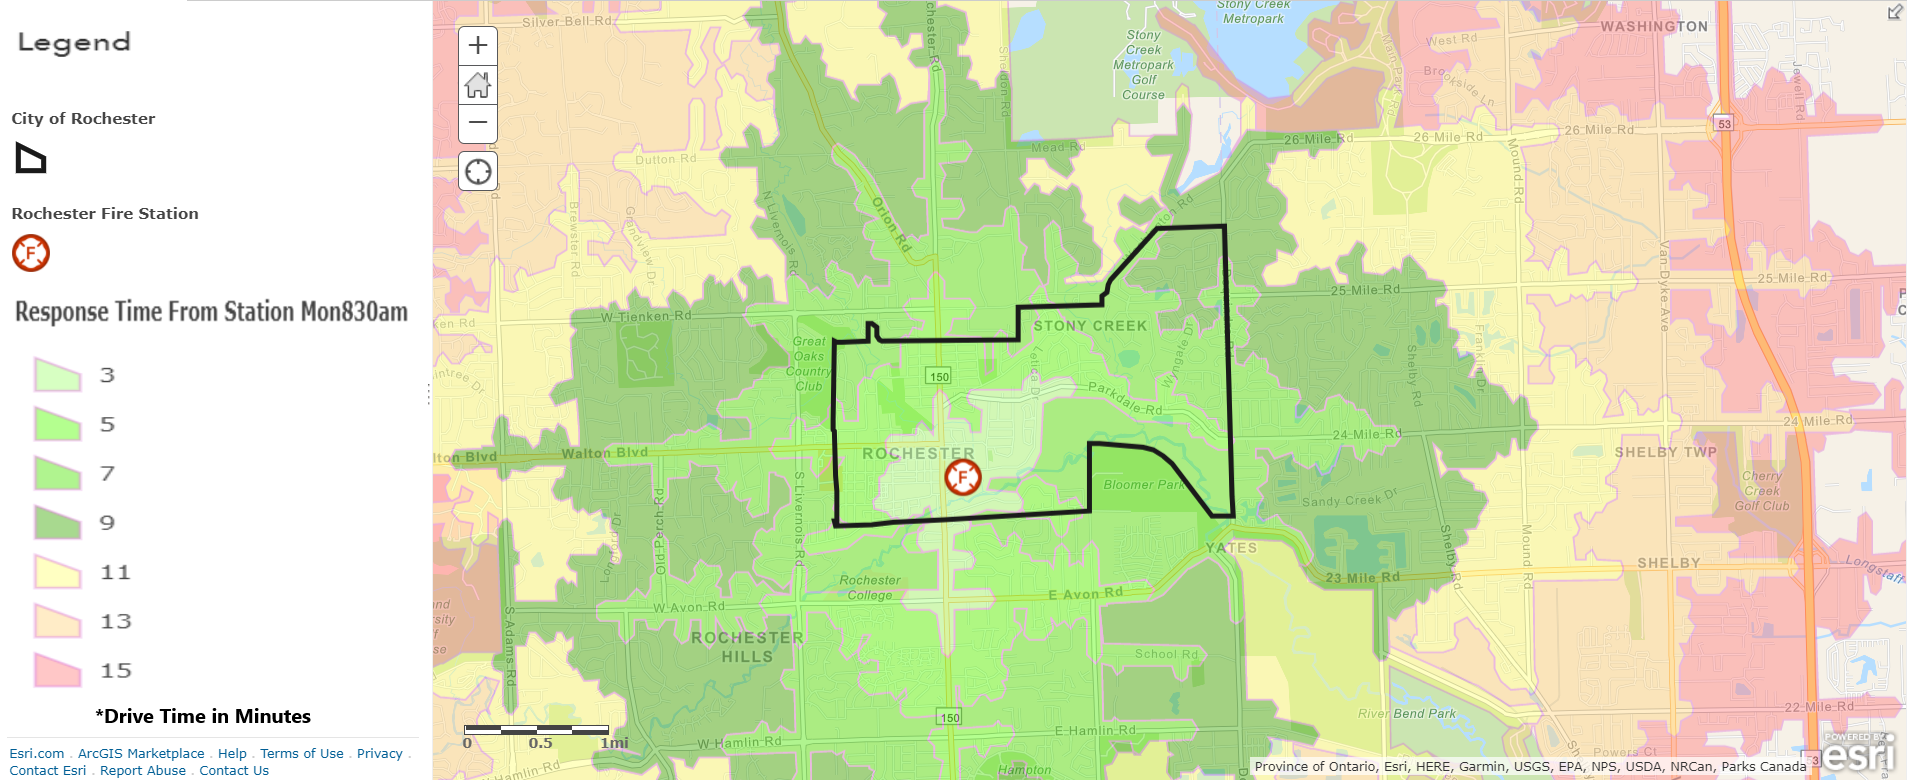 Legend
City of Rochester
Rochester Fire Station
F
Response Time From Station Mon830am
3
5
7
9
11
13
15
*Drive Time in Minutes
Esri.com . ArcGIS Marketplace . Help . Terms of Use . Privacy .
Contact Esri . Report Abuse . Contact Us
+
−
Silver Bell Rd
chester Rd
Sheldon Rd
Stony Creek
Metropark
Stony
Creek
Metropark
Golf
Course
WASHINGTON
West Rd
Brookside Ln
Jewell Rd
53
26 Mile Rd
26 Mile Rd
26 Mile Rd
Mead Rd
Dutton Rd
Mound Rd
N Livernois Rd
Orion Rd
Brewster Rd
Grandview Dr
Van Dyke Ave
25 Mile Rd
25 Mile Rd
W Tienken Rd
STONY CREEK
Great
Oaks
Country
Club
150
Letica Dr
Wyngate Dr
Shelby Rd
Franklin Dr
Parkdale Rd
24 Mile Rd
24 Mile Rd
Walton Blvd
lton Blvd
ROCHESTER
F
SHELBY TWP
S Livernois Rd
Old Perch Rd
Bloomer Park
Sandy Creek Dr
Cherry
Creek
Golf Club
Longford Dr
YATES
Shelby Rd
Mound Rd
SHELBY
Longstaff
23 Mile Rd
Rochester
College
W Avon Rd
E Avon Rd
S Adams Rd
ROCHESTER
HILLS
School Rd
River Bend Park
22 Mile Rd
150
W Hamlin Rd
E Hamlin Rd
Hamlin Rd
Hampton
Powers Ct
53
0 0.5 1mi
Province of Ontario, Esri, HERE, Garmin, USGS, EPA, NPS, USDA, NRCan, Parks Canada
POWERED BY
esri